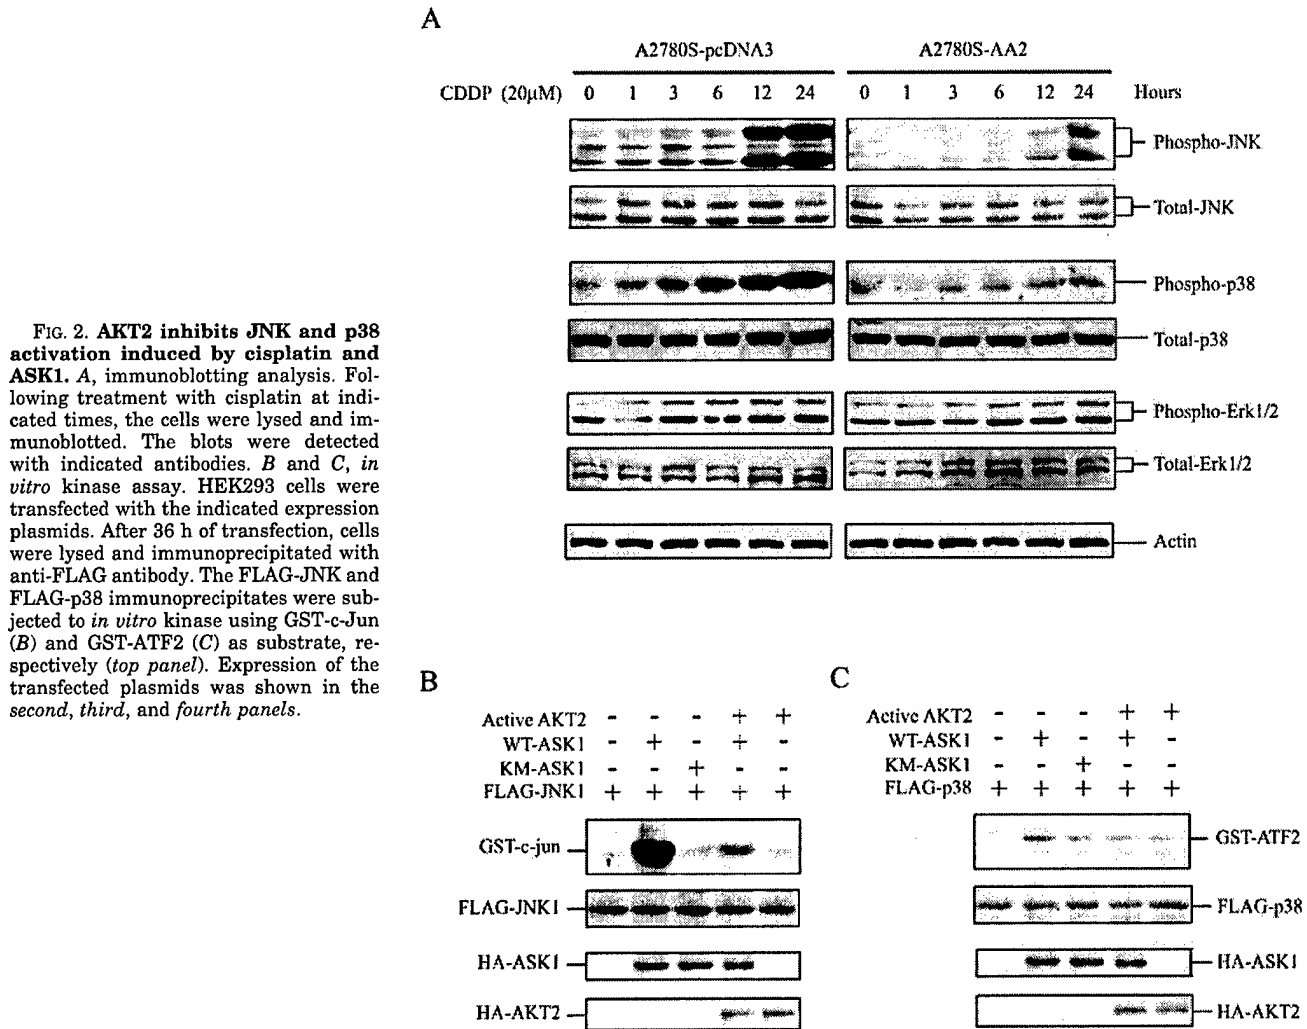 A
A2780S-pcDNA3 A2780S-AA2
CDDP (20μM) 0 1 3 6 12 24 0 1 3 6 12 24 Hours
Phospho-JNK
Total-JNK
Phospho-p38
Total-p38
Phospho-Erk1/2
Total-Erk1/2
Actin
FIG. 2. AKT2 inhibits JNK and p38
activation induced by cisplatin and
ASK1. A, immunoblotting analysis. Fol-
lowing treatment with cisplatin at indi-
cated times, the cells were lysed and im-
munoblotted. The blots were detected
with indicated antibodies. B and C, in
vitro kinase assay. HEK293 cells were
transfected with the indicated expression
plasmids. After 36 h of transfection, cells
were lysed and immunoprecipitated with
anti-FLAG antibody. The FLAG-JNK and
FLAG-p38 immunoprecipitates were sub-
jected to in vitro kinase using GST-c-Jun
(B) and GST-ATF2 (C) as substrate, re-
spectively (top panel). Expression of the
transfected plasmids was shown in the
second, third, and fourth panels.
B
Active AKT2 - - - + +
WT-ASK1 - + - + -
KM-ASK1 - - + - -
FLAG-JNK1 + + + + +
GST-c-jun
FLAG-JNK1
HA-ASK1
HA-AKT2
C
Active AKT2 - - - + +
WT-ASK1 - + - + -
KM-ASK1 - - + - -
FLAG-p38 + + + + +
GST-ATF2
FLAG-p38
HA-ASK1
HA-AKT2